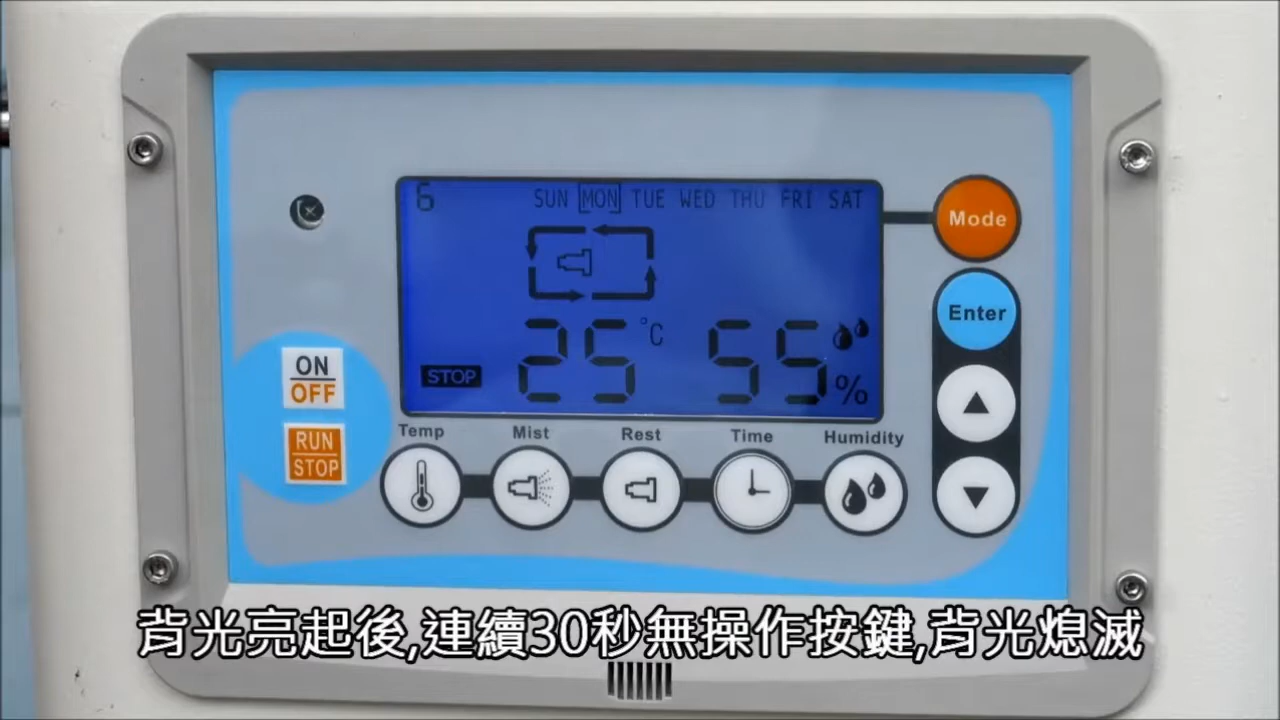 6
SUN MON TUE WED THU FRI SAT
Mode
Enter
25°C 55%
STOP
ON
OFF
RUN
STOP
Temp Mist Rest Time Humidity
背光亮起後,連續30秒無操作按鍵,背光熄滅